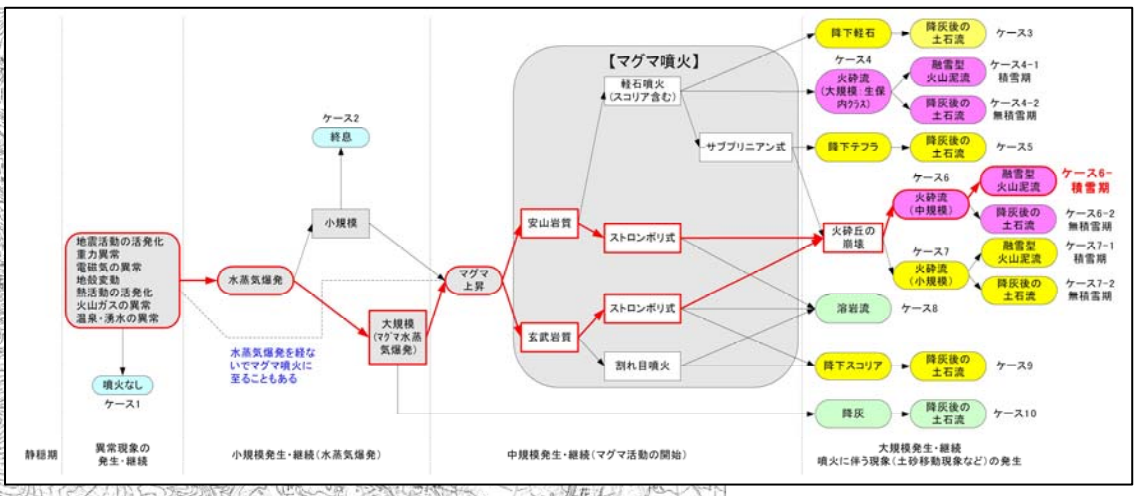 地震活動の活発化
重力異常
電磁気の異常
地殻変動
熱活動の活発化
火山ガスの異常
温泉・湧水の異常
噴火なし
ケース1
ケース2
終息
小規模
水蒸気爆発
大規模
(マグマ水蒸
気爆発)
水蒸気爆発を経な
いでマグマ噴火に
至ることもある
マグマ
上昇
【マグマ噴火】
軽石噴火
(スコリア含む)
サブプリニアン式
安山岩質
ストロンボリ式
玄武岩質
ストロンボリ式
割れ目噴火
降下軽石
降灰後の
土石流
ケース3
ケース4
火砕流
(大規模:生保
内クラス)
融雪型
火山泥流
ケース4-1
積雪期
降灰後の
土石流
ケース4-2
無積雪期
降下テフラ
降灰後の
土石流
ケース5
火砕丘の
崩壊
ケース6
火砕流
(中規模)
融雪型
火山泥流
ケース6-
積雪期
降灰後の
土石流
ケース6-2
無積雪期
ケース7
火砕流
(小規模)
融雪型
火山泥流
ケース7-1
積雪期
降灰後の
土石流
ケース7-2
無積雪期
溶岩流
ケース8
降下スコリア
降灰後の
土石流
ケース9
降灰
降灰後の
土石流
ケース10
静穏期
異常現象の
発生・継続
小規模発生・継続(水蒸気爆発)
中規模発生・継続(マグマ活動の開始)
大規模発生・継続
噴火に伴う現象(土砂移動現象など)の発生